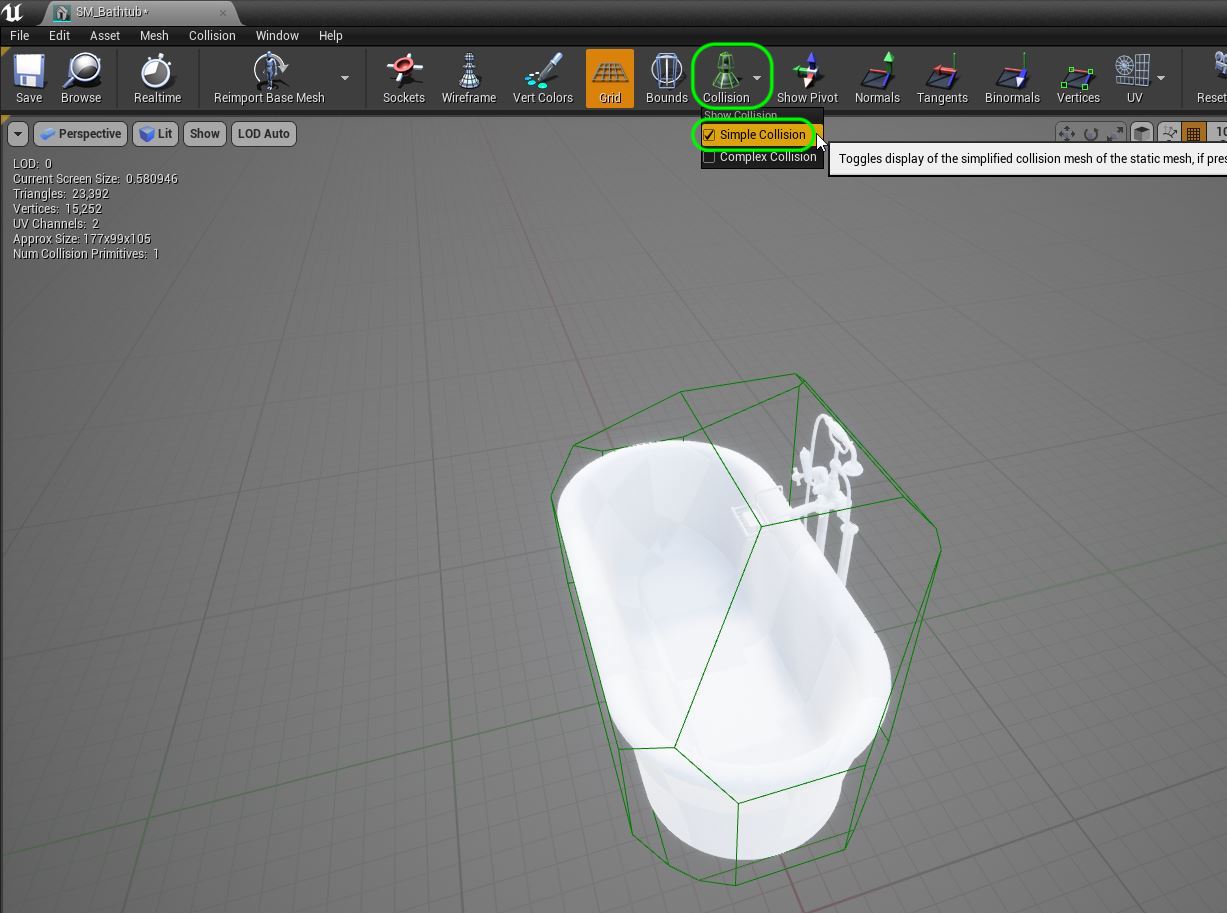 SM_Bathtub*
File Edit Asset Mesh Collision Window Help
Save Browse Realtime Reimport Base Mesh Sockets Wireframe Vert Colors Grid Bounds Collision Show Pivot Normals Tangents Binormals Vertices UV Reset
Show Collision
Perspective Lit Show LOD Auto Simple Collision 10
Complex Collision Toggles display of the simplified collision mesh of the static mesh, if pres
LOD: 0
Current Screen Size: 0.580946
Triangles: 23,392
Vertices: 15,252
UV Channels: 2
Approx Size: 177x99x105
Num Collision Primitives: 1